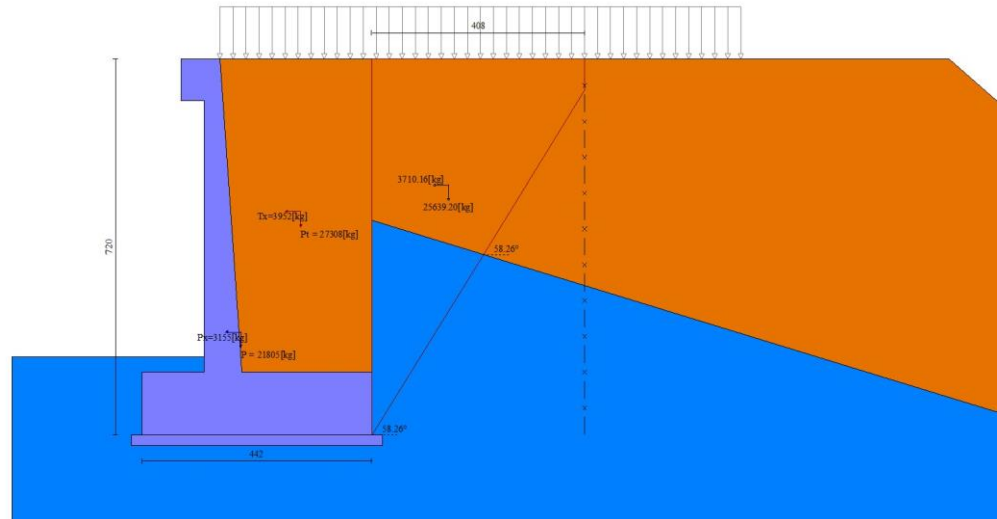 408
3710.16[kg]
25639.20[kg]
Tx=3952[kg]
Pt = 27308[kg]
720
58.26°
Px=3155[kg]
P = 21805[kg]
58.26°
442